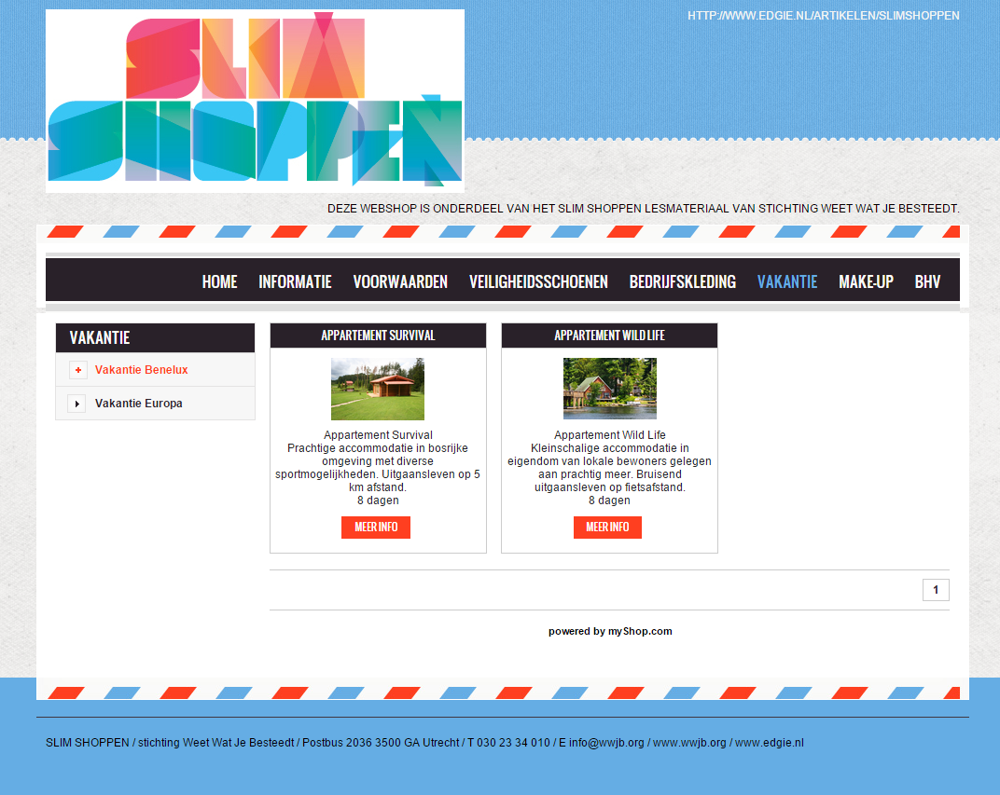 SLIM
SHOPPEN
HTTP://WWW.EDGIE.NL/ARTIKELEN/SLIMSHOPPEN
DEZE WEBSHOP IS ONDERDEEL VAN HET SLIM SHOPPEN LESMATERIAAL VAN STICHTING WEET WAT JE BESTEEDT.
HOME INFORMATIE VOORWAARDEN VEILIGHEIDSSCHOENEN BEDRIJFSKLEDING VAKANTIE MAKE-UP BHV
VAKANTIE
Vakantie Benelux
Vakantie Europa
APPARTEMENT SURVIVAL
Appartement Survival
Prachtige accommodatie in bosrijke
omgeving met diverse
sportmogelijkheden. Uitgaansleven op 5
km afstand.
8 dagen
MEER INFO
APPARTEMENT WILD LIFE
Appartement Wild Life
Kleinschalige accommodatie in
eigendom van lokale bewoners gelegen
aan prachtig meer. Bruisend
uitgaansleven op fietsafstand.
8 dagen
MEER INFO
1
powered by myShop.com
SLIM SHOPPEN / stichting Weet Wat Je Besteedt / Postbus 2036 3500 GA Utrecht / T 030 23 34 010 / E info@wwjb.org / www.wwjb.org / www.edgie.nl